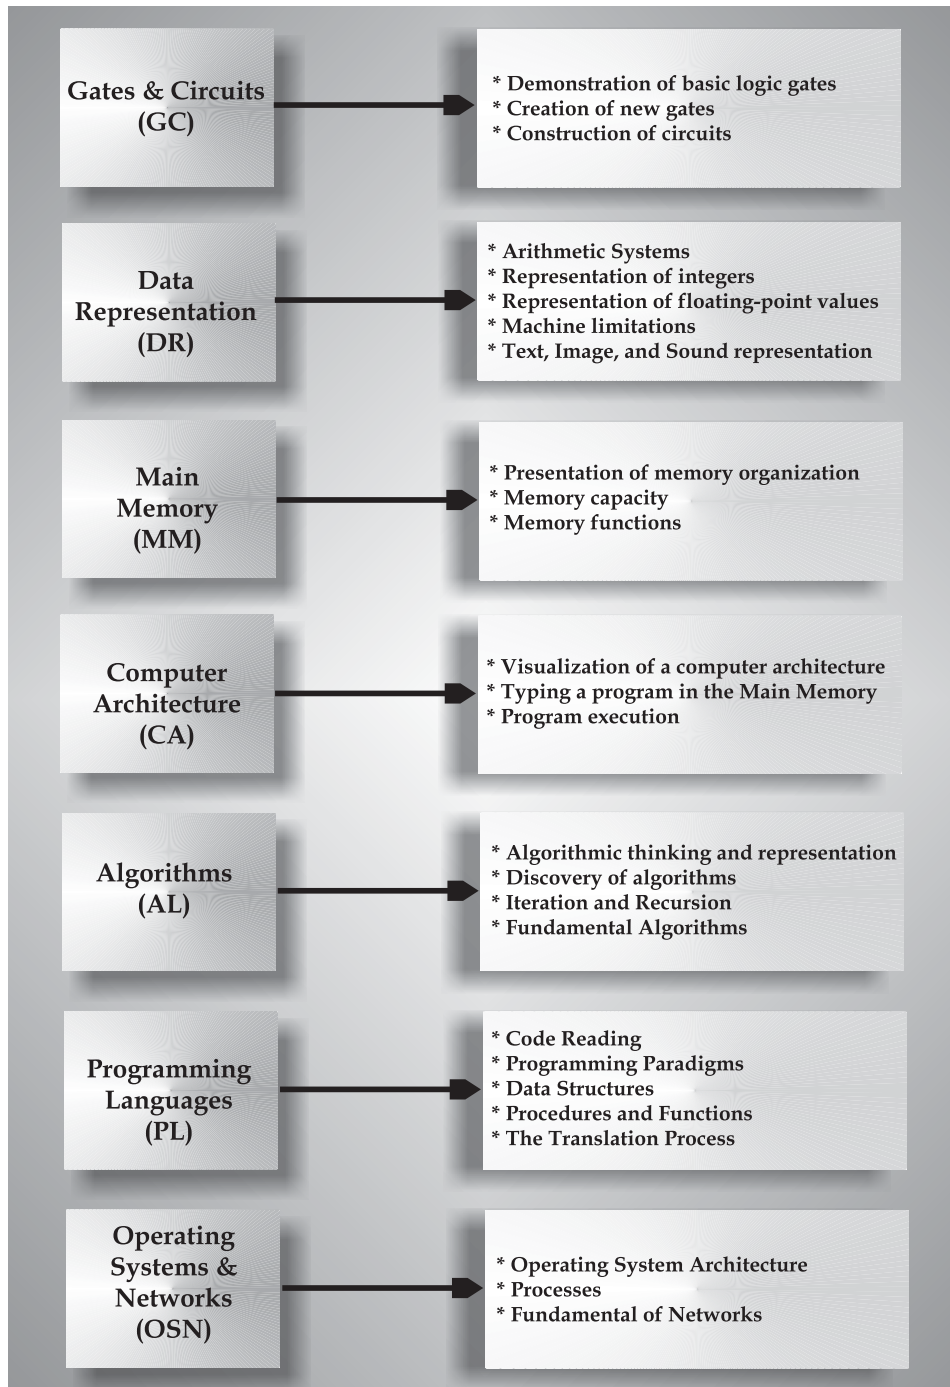 Gates & Circuits
(GC)
* Demonstration of basic logic gates
* Creation of new gates
* Construction of circuits
Data
Representation
(DR)
* Arithmetic Systems
* Representation of integers
* Representation of floating-point values
* Machine limitations
* Text, Image, and Sound representation
Main
Memory
(MM)
* Presentation of memory organization
* Memory capacity
* Memory functions
Computer
Architecture
(CA)
* Visualization of a computer architecture
* Typing a program in the Main Memory
* Program execution
Algorithms
(AL)
* Algorithmic thinking and representation
* Discovery of algorithms
* Iteration and Recursion
* Fundamental Algorithms
Programming
Languages
(PL)
* Code Reading
* Programming Paradigms
* Data Structures
* Procedures and Functions
* The Translation Process
Operating
Systems &
Networks
(OSN)
* Operating System Architecture
* Processes
* Fundamental of Networks